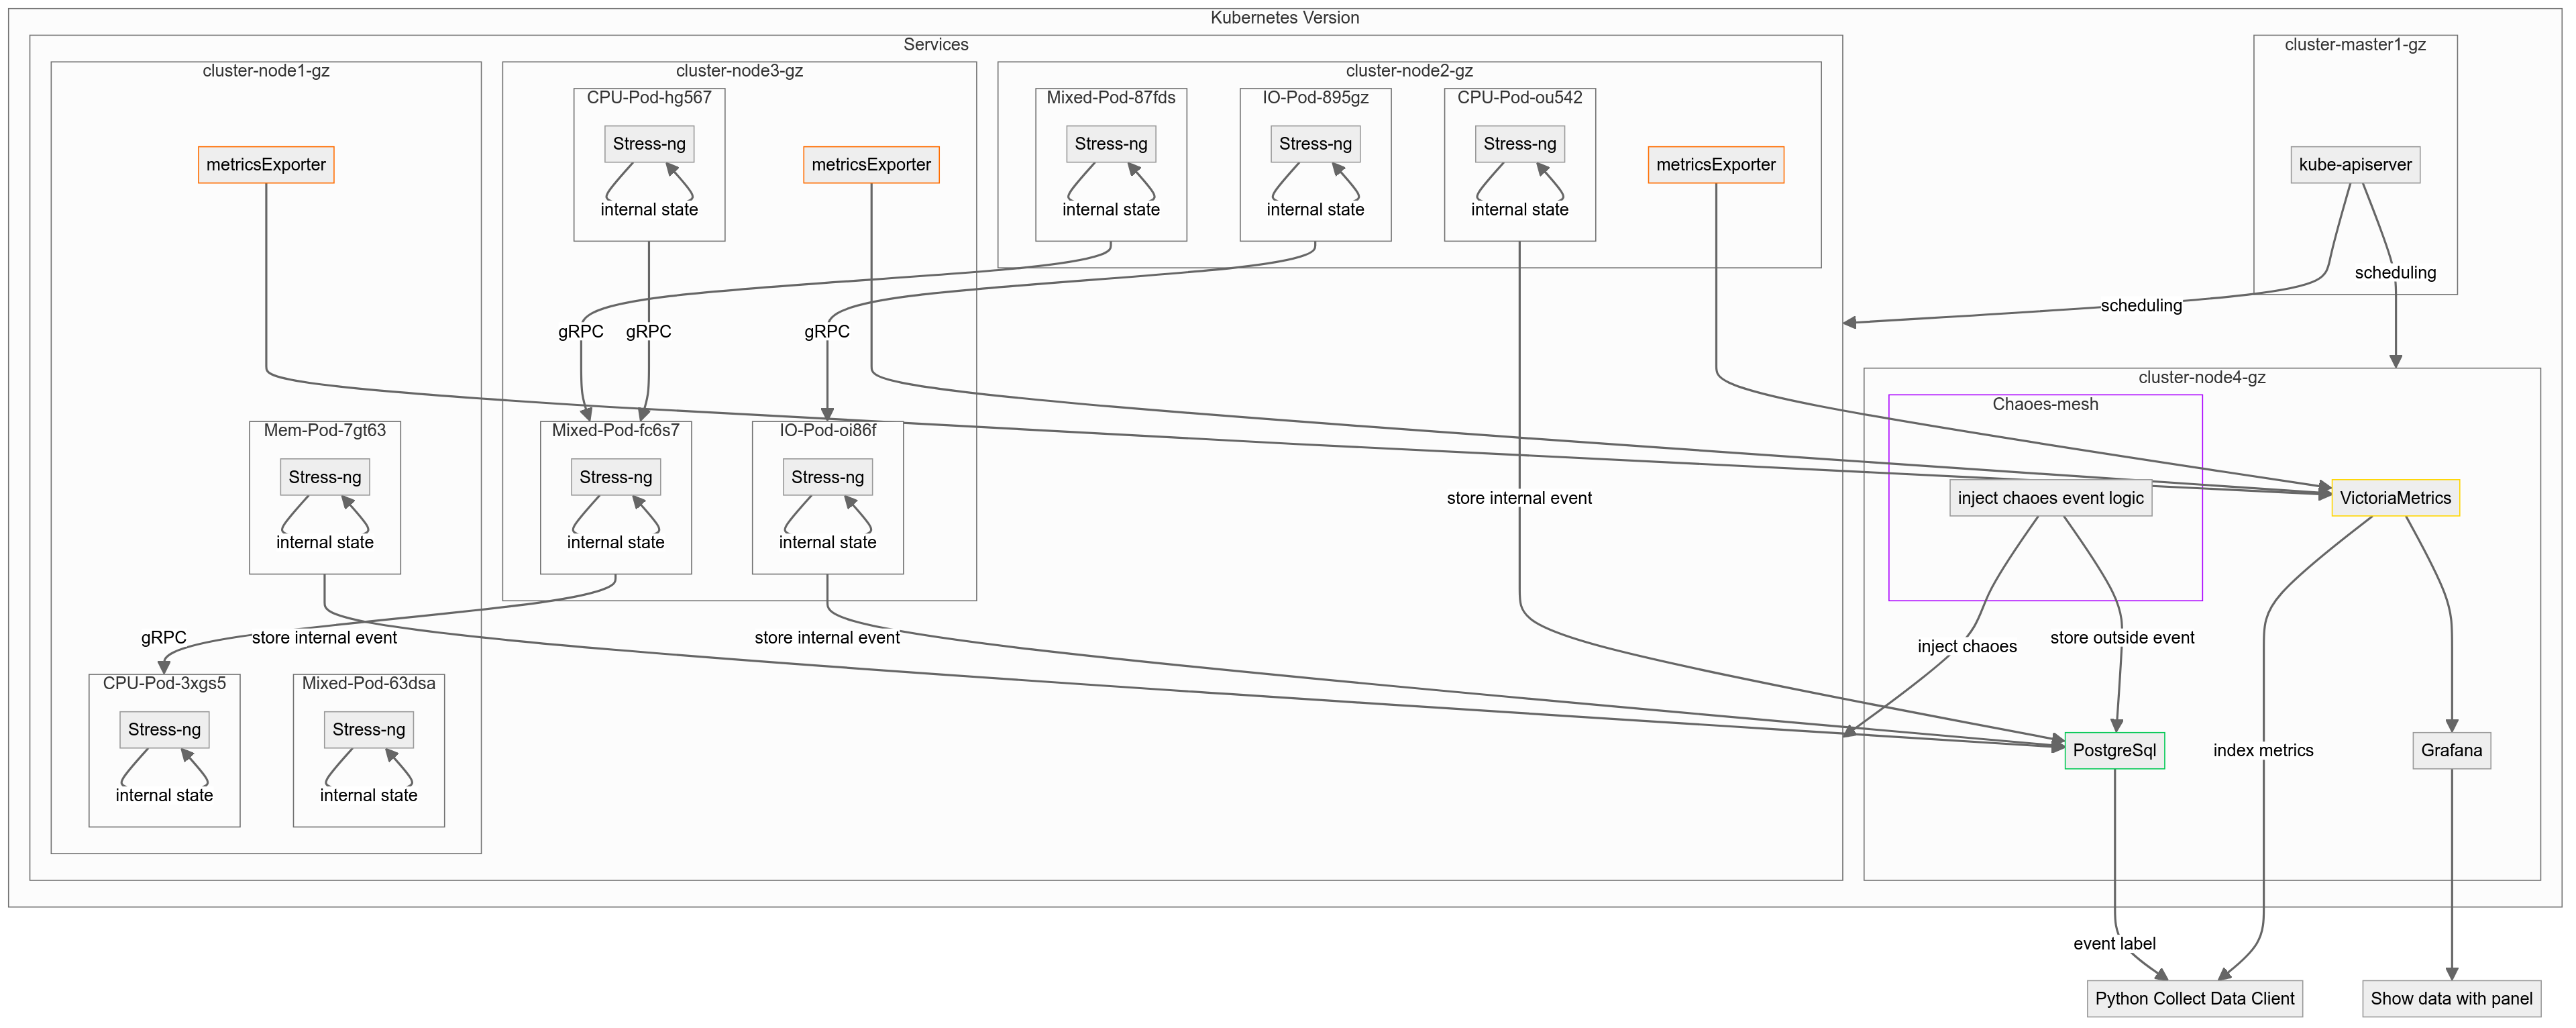 Kubernetes Version
Services
cluster-master1-gz
cluster-node1-gz
cluster-node3-gz
cluster-node2-gz
CPU-Pod-hg567
Mixed-Pod-87fds
IO-Pod-895gz
CPU-Pod-ou542
Stress-ng
Stress-ng
Stress-ng
Stress-ng
metricsExporter
metricsExporter
metricsExporter
kube-apiserver
internal state
internal state
internal state
internal state
scheduling
scheduling
gRPC
gRPC
gRPC
cluster-node4-gz
Chaoes-mesh
Mem-Pod-7gt63
Mixed-Pod-fc6s7
IO-Pod-oi86f
Stress-ng
Stress-ng
Stress-ng
store internal event
inject chaoes event logic
VictoriaMetrics
internal state
internal state
internal state
gRPC
store internal event
store internal event
inject chaoes
store outside event
CPU-Pod-3xgs5
Mixed-Pod-63dsa
Stress-ng
Stress-ng
PostgreSql
index metrics
Grafana
internal state
internal state
event label
Python Collect Data Client
Show data with panel